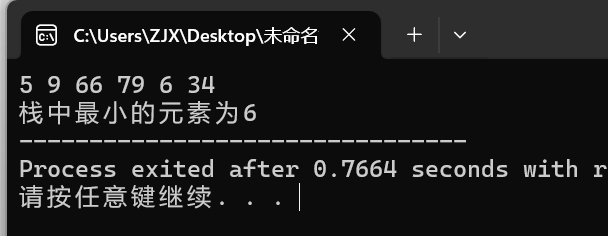 C:\Users\ZJX\Desktop\未命名
5 9 66 79 6 34
栈中最小的元素为6
--------------------------------
Process exited after 0.7664 seconds with r
请按任意键继续. . .